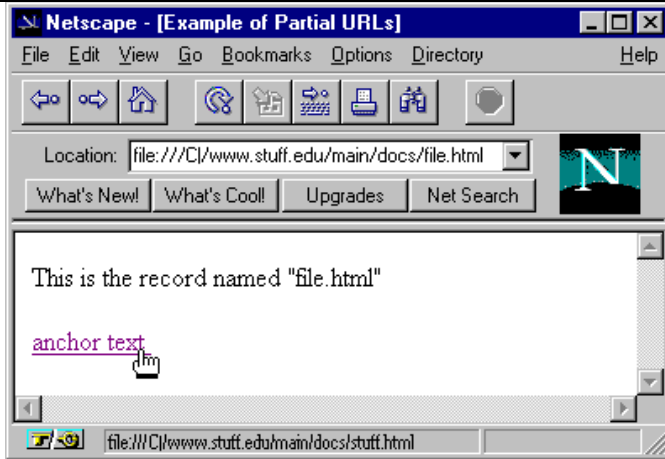 Netscape - [Example of Partial URLs]
File Edit View Go Bookmarks Options Directory Help
Location: file:///C|/www.stuff.edu/main/docs/file.html
What's New! What's Cool! Upgrades Net Search
N
This is the record named "file.html"
anchor text
file:///C|/www.stuff.edu/main/docs/stuff.html